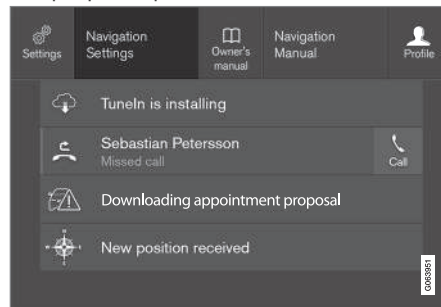 Settings
Navigation
Settings
Owner's
manual
Navigation
Manual
Profile
TuneIn is installing
Sebastian Petersson
Missed call
Call
Downloading appointment proposal
New position received
G063951